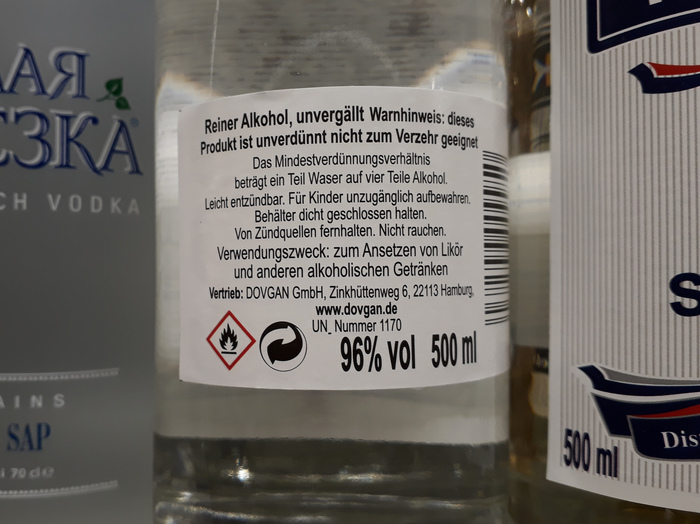 АЯ
ЕЗКА®
CH VODKA
AINS
SAP
70 cl e
Reiner Alkohol, unvergällt Warnhinweis: dieses
Produkt ist unverdünnt nicht zum Verzehr geeignet
Das Mindestverdünnungsverhältnis
beträgt ein Teil Waser auf vier Teile Alkohol.
Leicht entzündbar. Für Kinder unzugänglich aufbewahren.
Behälter dicht geschlossen halten.
Von Zündquellen fernhalten. Nicht rauchen.
Verwendungszweck: zum Ansetzen von Likör
und anderen alkoholischen Getränken
Vertrieb: DOVGAN GmbH, Zinkhüttenweg 6, 22113 Hamburg,
www.dovgan.de
UN_Nummer 1170
96% vol 500 ml
S
Dis
500 ml